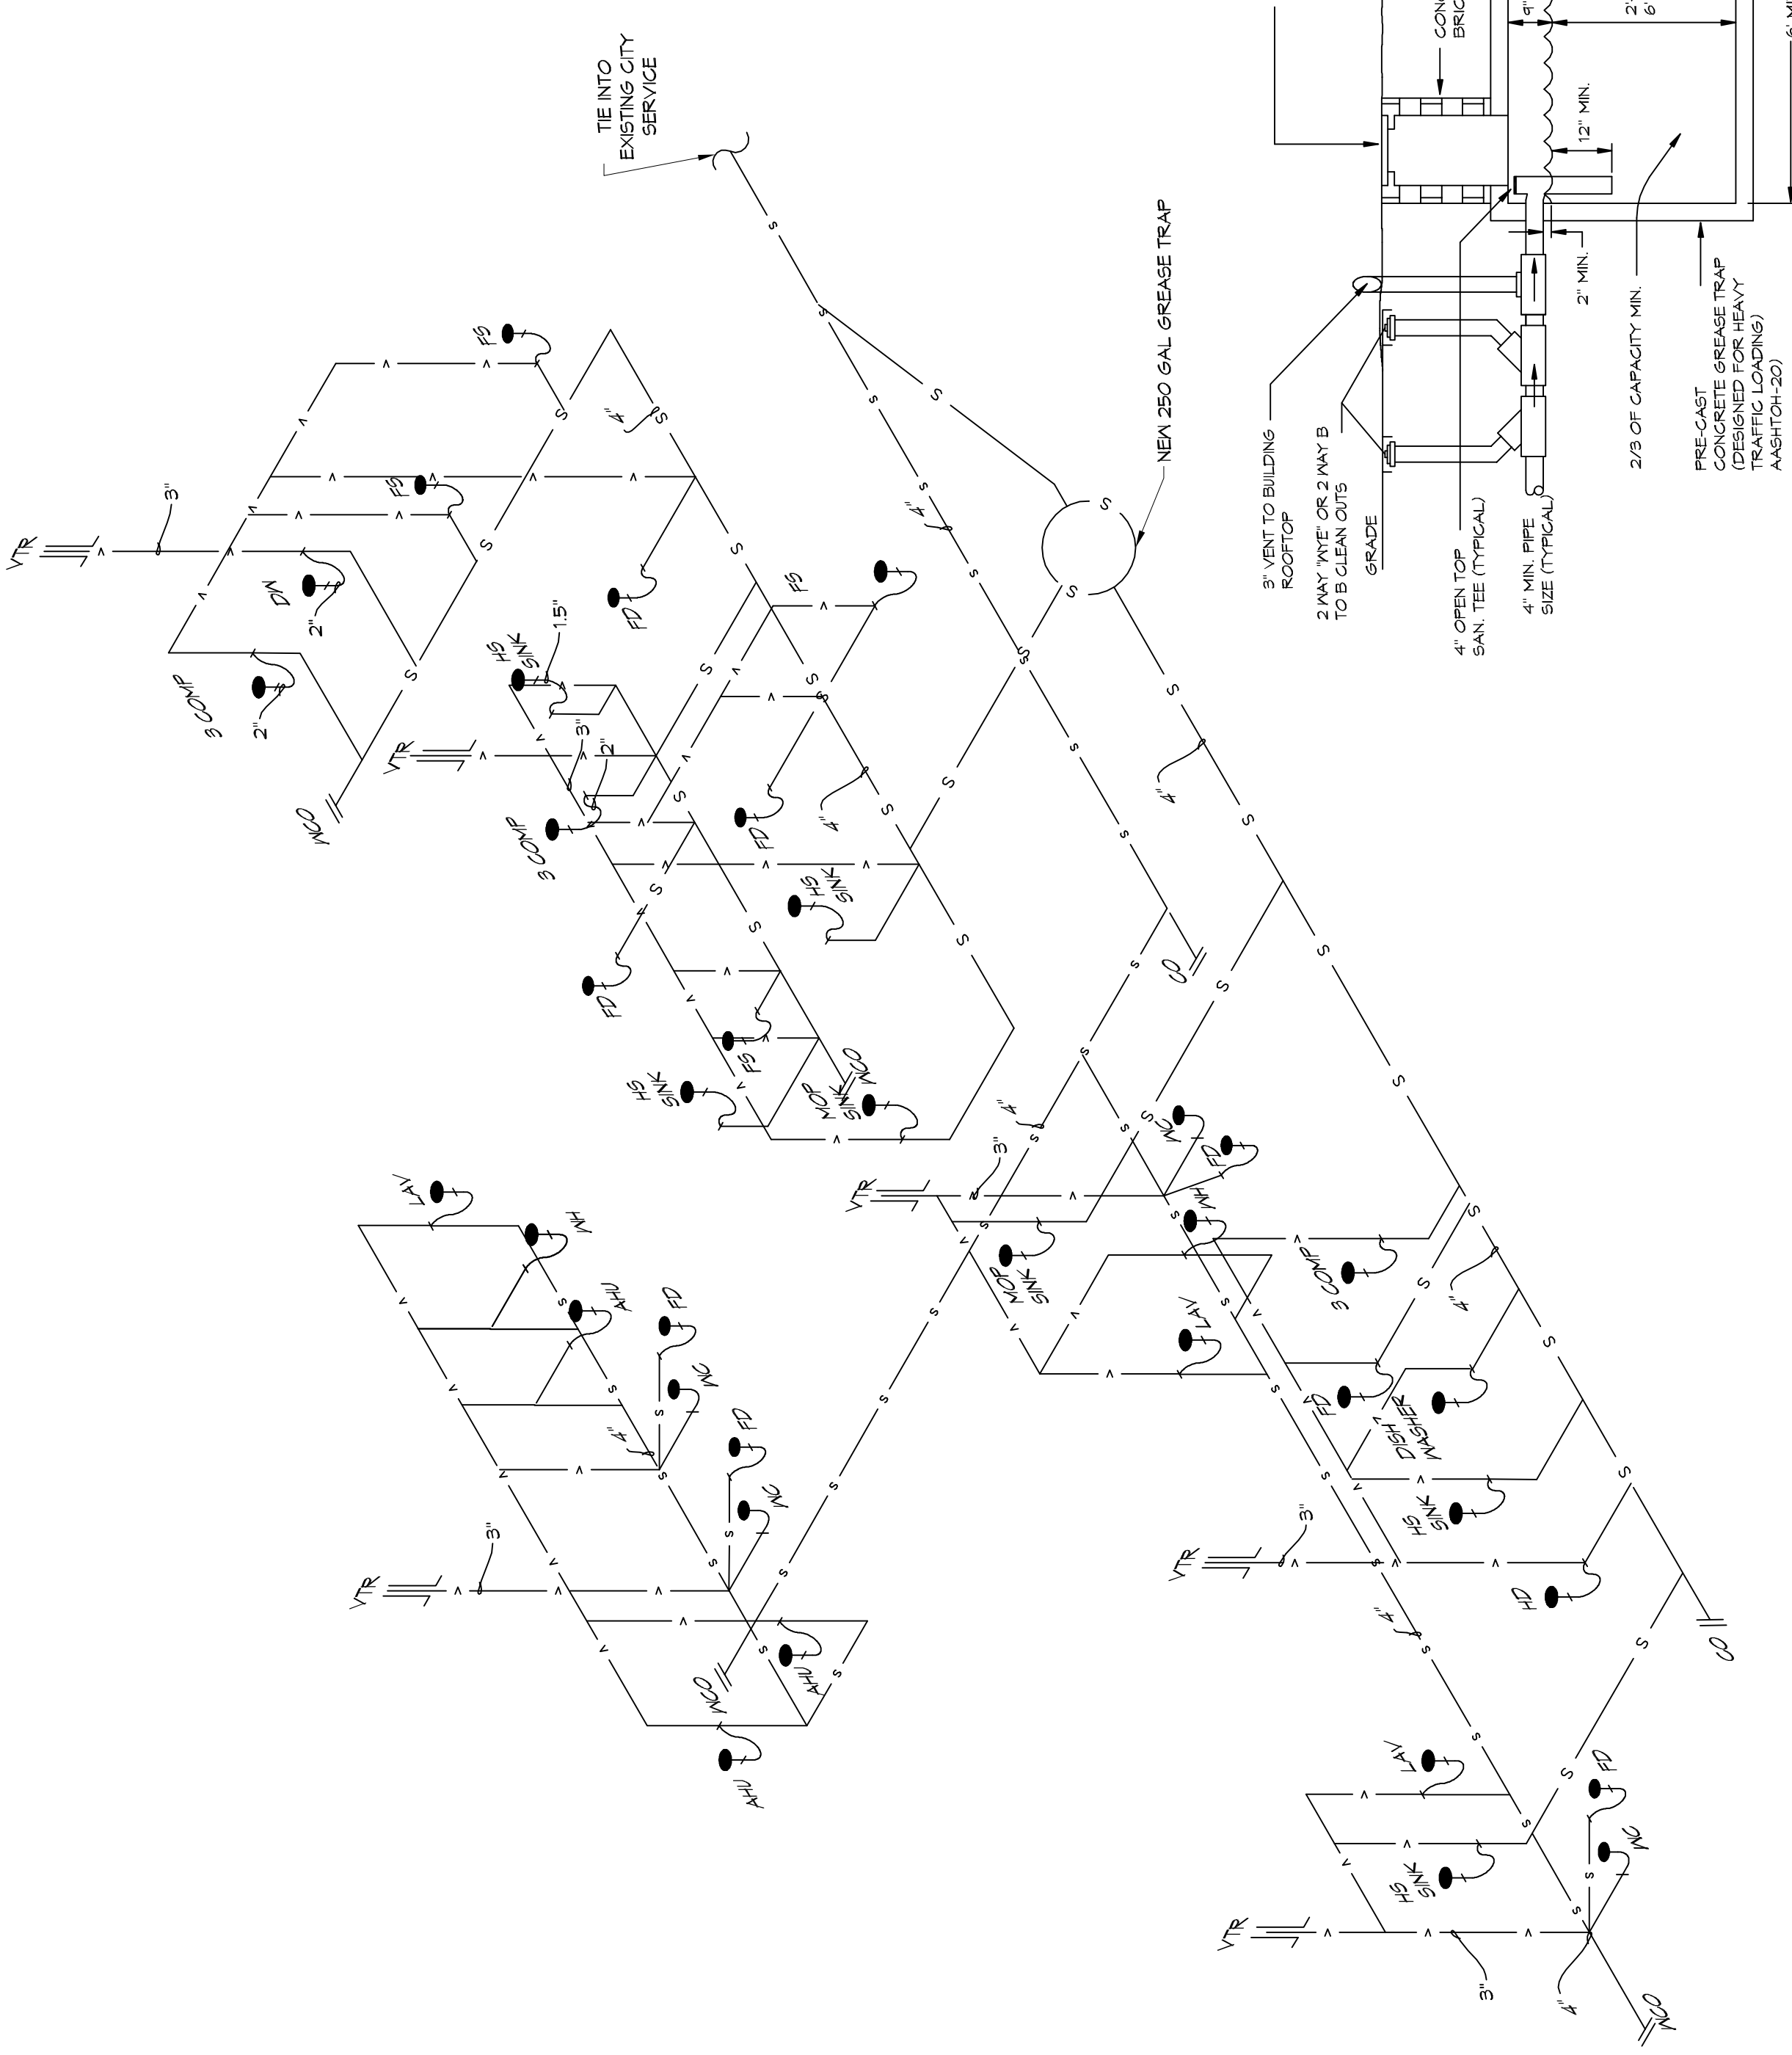 TIE INTO
EXISTING CITY
SERVICE
FS
4"
VTR
3"
FS
DW
2"
3 COMP
2"
WCO
FD
FS
HS
SINK
1.5"
VTR
3"
2"
3 COMP
FD
4"
HS
SINK
FD
FS
HS
SINK
MOP
SINK
WCO
4"
NEW 250 GAL GREASE TRAP
4"
CO
LAV
WH
AHU
FD
WC
4"
FD
WC
VTR
3"
AHU
WCO
AHU
VTR
3"
4"
WC
FD
WH
MOP
SINK
LAV
3 COMP
4"
FD
DISH
WASHER
HS
SINK
VTR
3"
HD
4"
CO
LAV
FD
WC
HS
SINK
VTR
3"
4"
WCO
3" VENT TO BUILDING
ROOFTOP
2 WAY "WYE" OR 2 WAY B
TO B CLEAN OUTS
GRADE
4" OPEN TOP
SAN. TEE (TYPICAL)
4" MIN. PIPE
SIZE (TYPICAL)
2" MIN.
12" MIN.
9"
2/3 OF CAPACITY MIN.
PRE-CAST
CONCRETE GREASE TRAP
(DESIGNED FOR HEAVY
TRAFFIC LOADING)
AASHTOH-20)